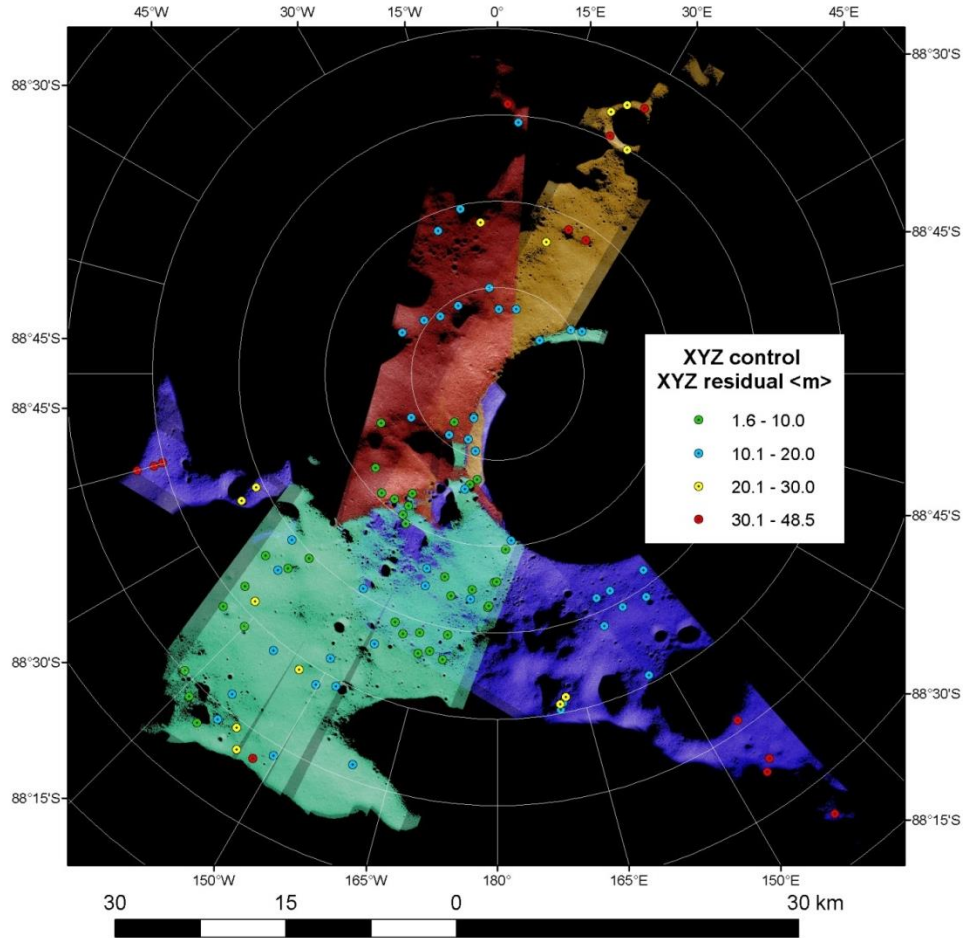 45°W 30°W 15°W 0° 15°E 30°E 45°E
88°30'S 88°30'S
88°45'S 88°45'S
88°45'S
88°45'S 88°45'S
88°30'S 88°30'S
88°15'S 88°15'S
XYZ control
XYZ residual <m>
1.6 - 10.0
10.1 - 20.0
20.1 - 30.0
30.1 - 48.5
150°W 165°W 180° 165°E 150°E
30 15 0 30 km